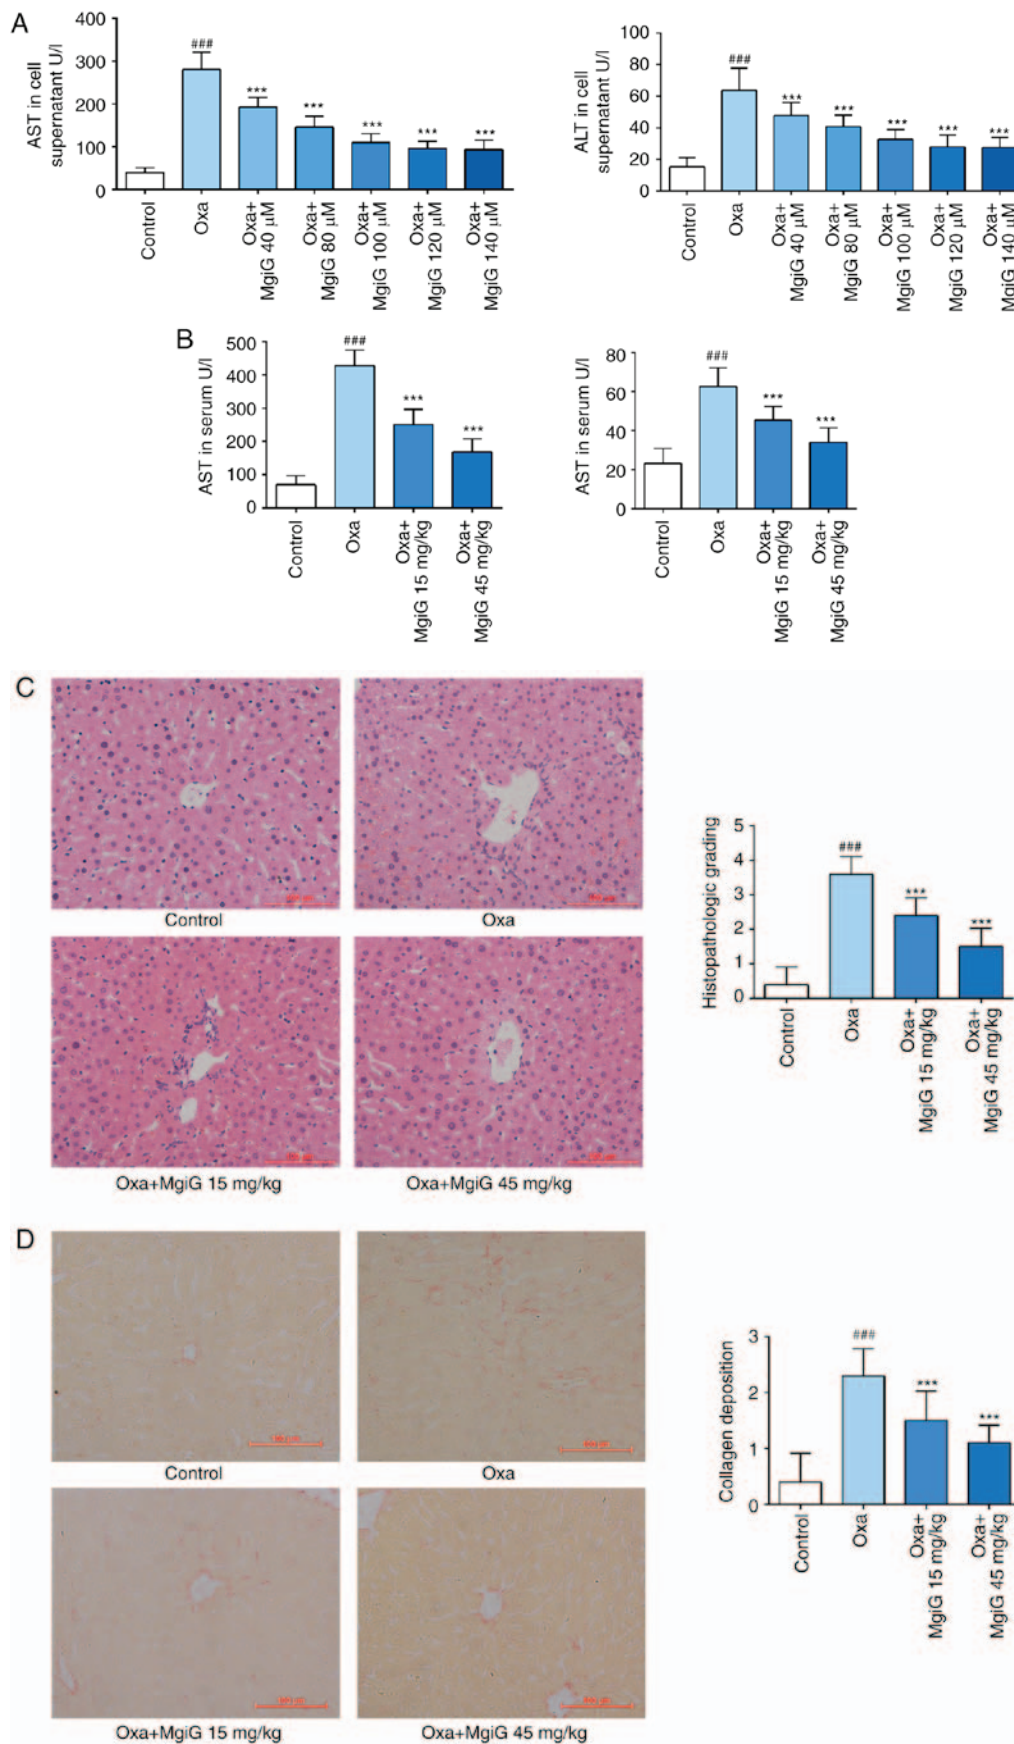 A
AST in cell
supernatant U/l
400
300
200
100
0
###
***
***
***
***
***
Control
Oxa
Oxa+
MgiG 40 μM
Oxa+
MgiG 80 μM
Oxa+
MgiG 100 μM
Oxa+
MgiG 120 μM
Oxa+
MgiG 140 μM
ALT in cell
supernatant U/l
100
80
60
40
20
0
###
***
***
***
***
***
Control
Oxa
Oxa+
MgiG 40 μM
Oxa+
MgiG 80 μM
Oxa+
MgiG 100 μM
Oxa+
MgiG 120 μM
Oxa+
MgiG 140 μM
B
AST in serum U/l
500
400
300
200
100
0
###
***
***
Control
Oxa
Oxa+
MgiG 15 mg/kg
Oxa+
MgiG 45 mg/kg
AST in serum U/l
80
60
40
20
0
###
***
***
Control
Oxa
Oxa+
MgiG 15 mg/kg
Oxa+
MgiG 45 mg/kg
C
Control
Oxa
Oxa+MgiG 15 mg/kg
Oxa+MgiG 45 mg/kg
Histopathologic grading
5
4
3
2
1
0
###
***
***
Control
Oxa
Oxa+
MgiG 15 mg/kg
Oxa+
MgiG 45 mg/kg
D
Control
Oxa
Oxa+MgiG 15 mg/kg
Oxa+MgiG 45 mg/kg
Collagen deposition
3
2
1
0
###
***
***
Control
Oxa
Oxa+
MgiG 15 mg/kg
Oxa+
MgiG 45 mg/kg